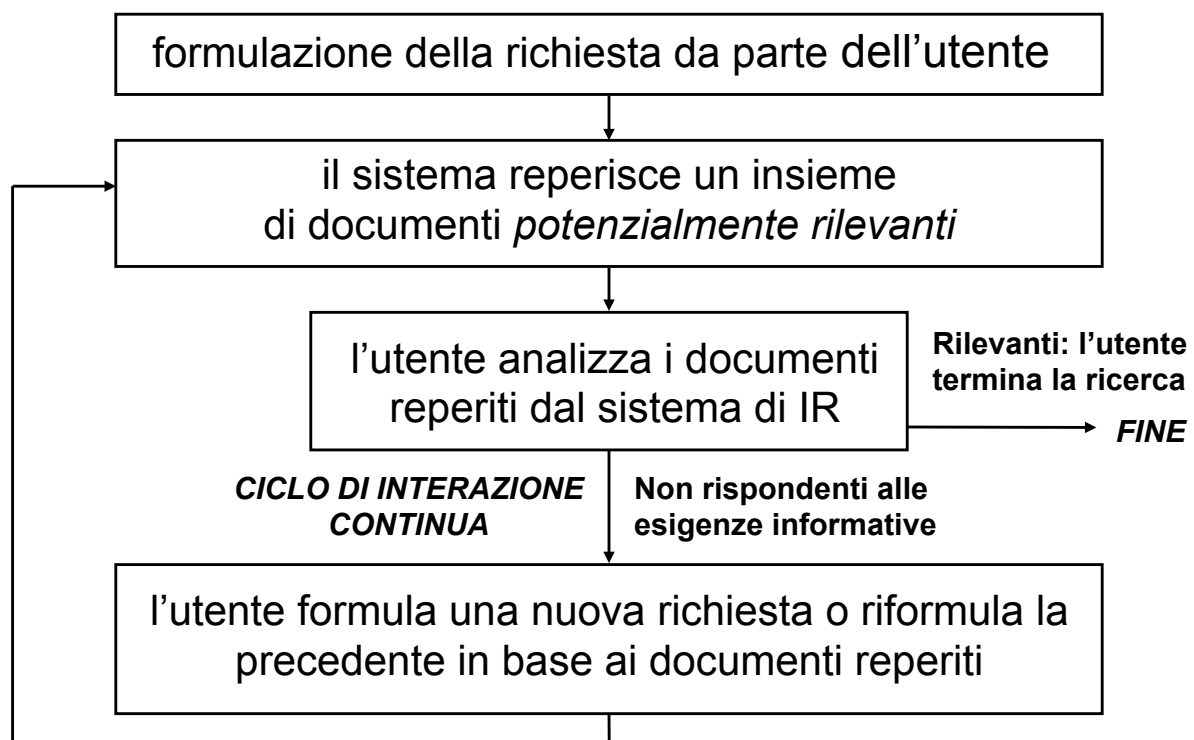 formulazione della richiesta da parte dell’utente
il sistema reperisce un insieme
di documenti potenzialmente rilevanti
l’utente analizza i documenti
reperiti dal sistema di IR
Rilevanti: l’utente
termina la ricerca
FINE
CICLO DI INTERAZIONE
CONTINUA
Non rispondenti alle
esigenze informative
l’utente formula una nuova richiesta o riformula la
precedente in base ai documenti reperiti